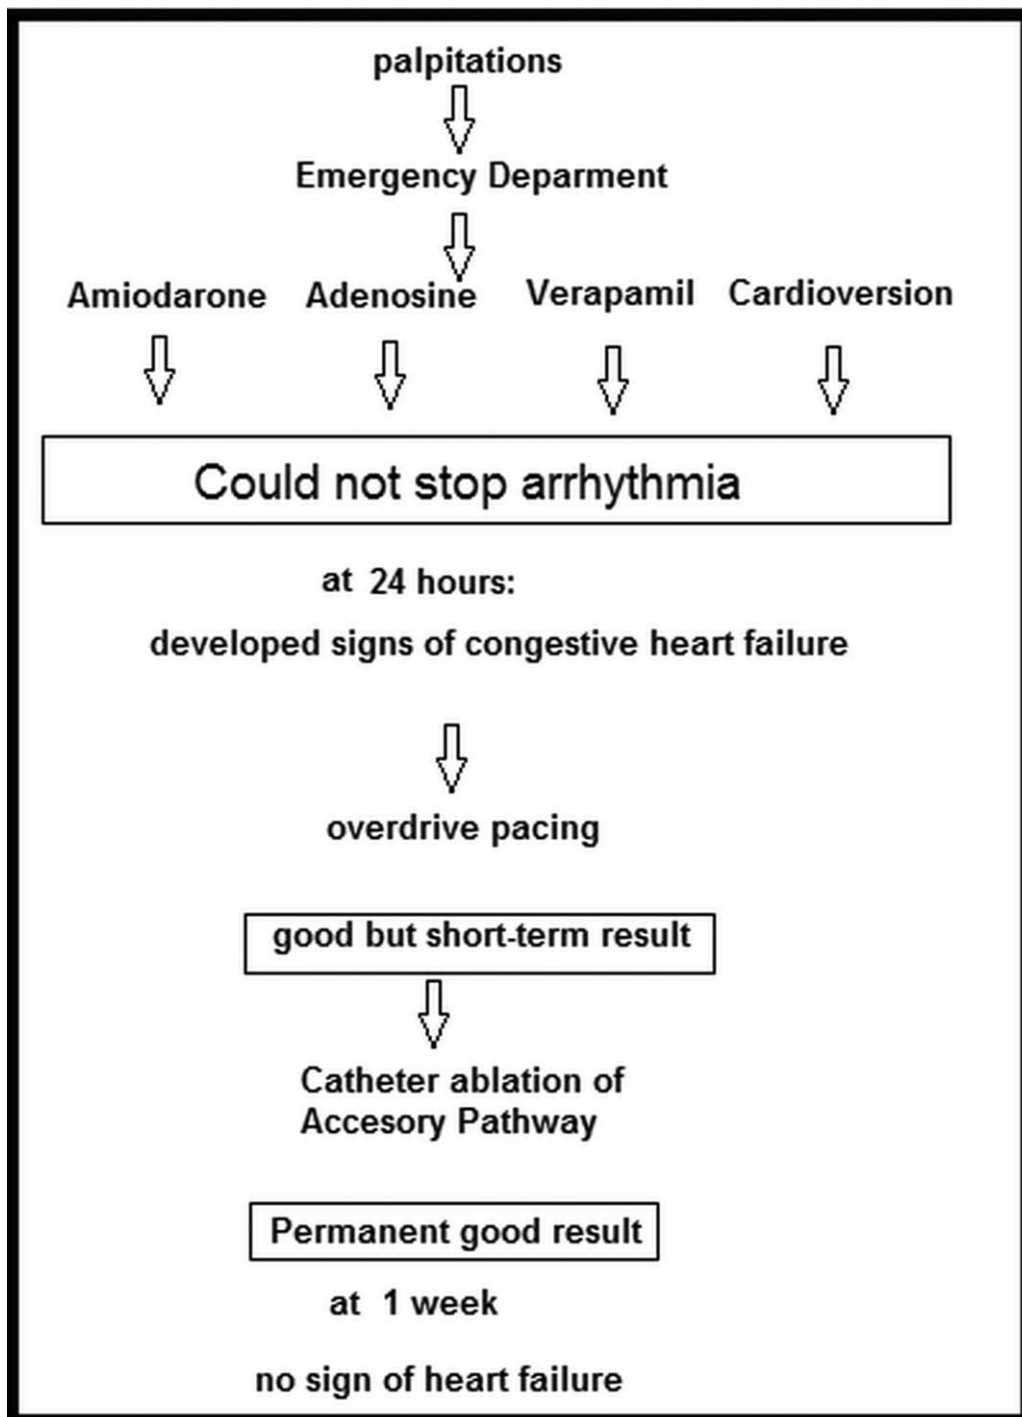 palpitations
Emergency Deparment
Amiodarone Adenosine Verapamil Cardioversion
Could not stop arrhythmia
at 24 hours:
developed signs of congestive heart failure
overdrive pacing
good but short-term result
Catheter ablation of
Accesory Pathway
Permanent good result
at 1 week
no sign of heart failure